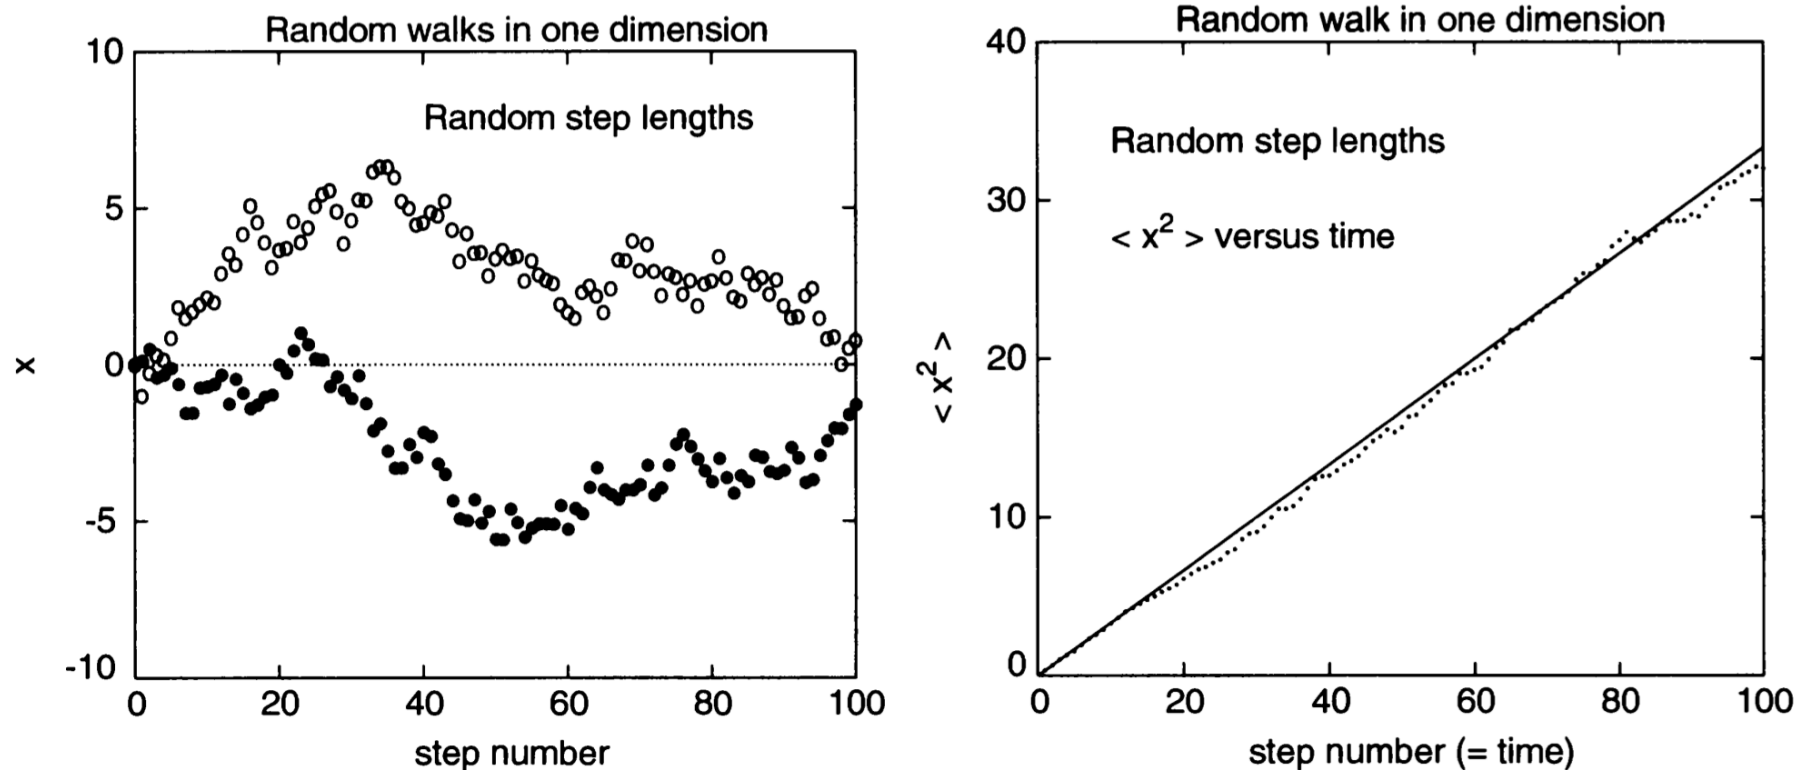 Random walks in one dimension
10
Random step lengths
5
0
x
-5
-10
0 20 40 60 80 100
step number
Random walk in one dimension
40
Random step lengths
30
< x² > versus time
20
< x² >
10
0
0 20 40 60 80 100
step number (= time)